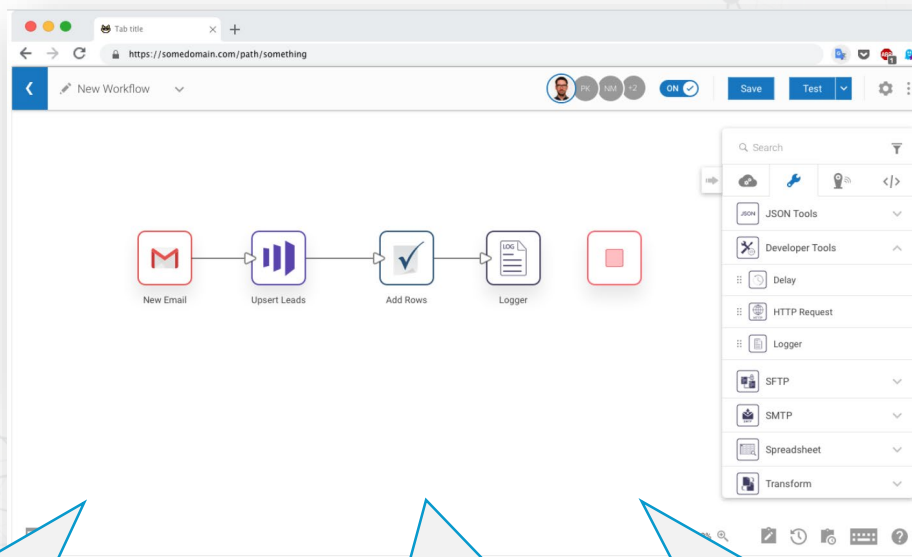 Tab title
https://somedomain.com/path/something
New Workflow
PK NM +2 ON Save Test
Search
JSON JSON Tools
Developer Tools
Delay
HTTP Request
Logger
SFTP
SMTP
Spreadsheet
Transform
LOG
New Email Upsert Leads Add Rows Logger